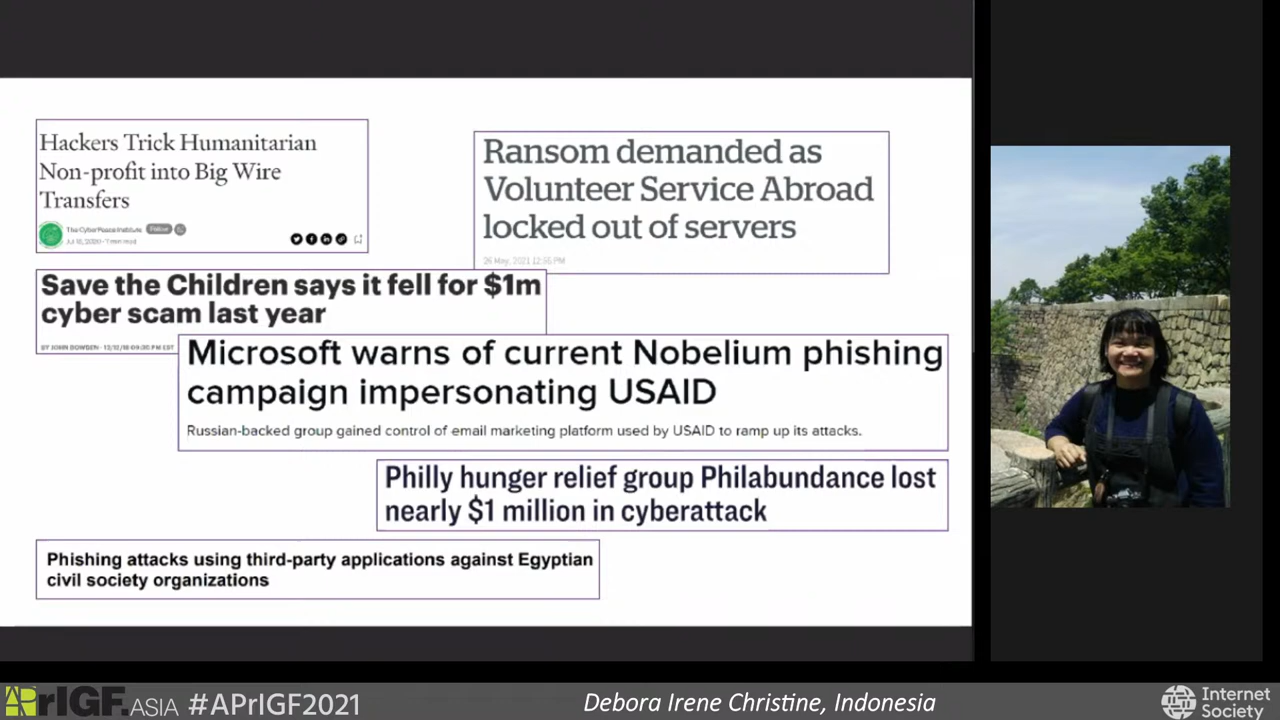 Hackers Trick Humanitarian
Non-profit into Big Wire
Transfers
The CyberPeace Institute Follow
Jul 16, 2020 · 1 min read
Ransom demanded as
Volunteer Service Abroad
locked out of servers
26 May, 2021 12:55 PM
Save the Children says it fell for $1m
cyber scam last year
BY JOHN BOWDEN - 12/13/18 09:00 PM EST
Microsoft warns of current Nobelium phishing
campaign impersonating USAID
Russian-backed group gained control of email marketing platform used by USAID to ramp up its attacks.
Philly hunger relief group Philabundance lost
nearly $1 million in cyberattack
Phishing attacks using third-party applications against Egyptian
civil society organizations
APrIGF.ASIA #APrIGF2021
Debora Irene Christine, Indonesia
Internet
Society